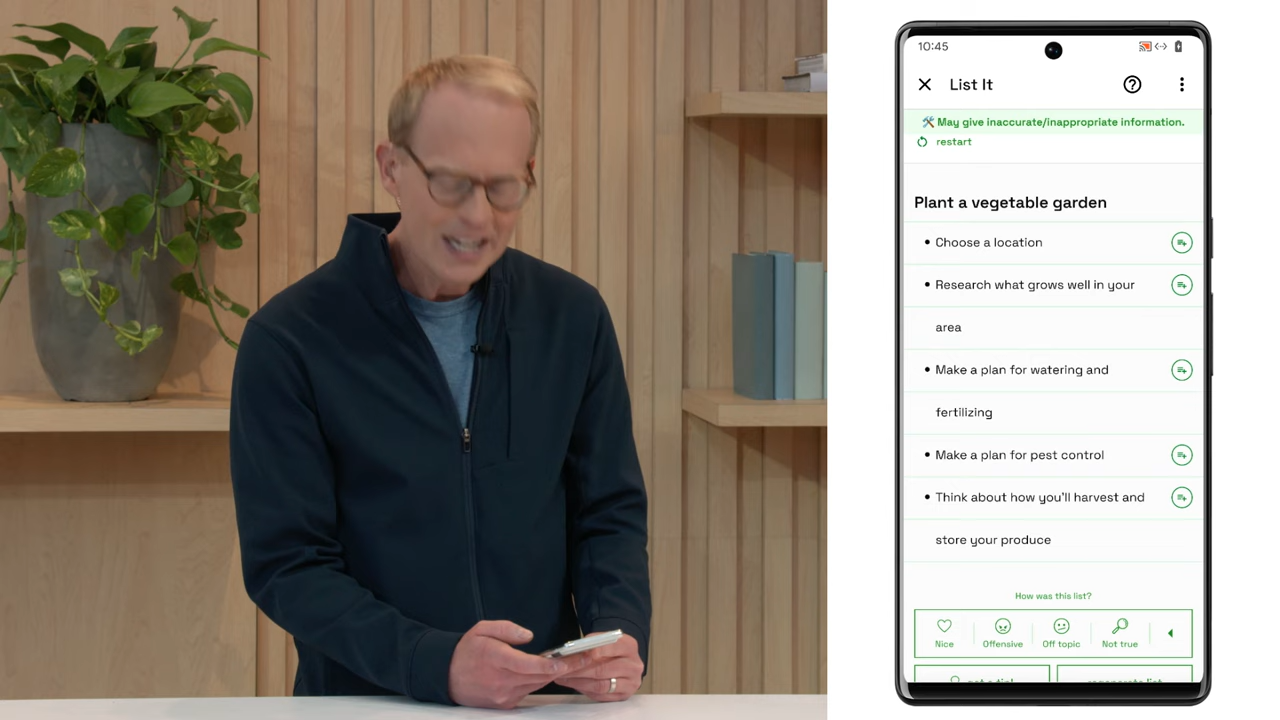 10:45
List It
🛠️ May give inaccurate/inappropriate information.
restart
Plant a vegetable garden
• Choose a location
• Research what grows well in your
area
• Make a plan for watering and
fertilizing
• Make a plan for pest control
• Think about how you'll harvest and
store your produce
How was this list?
Nice
Offensive
Off topic
Not true
regenerate list